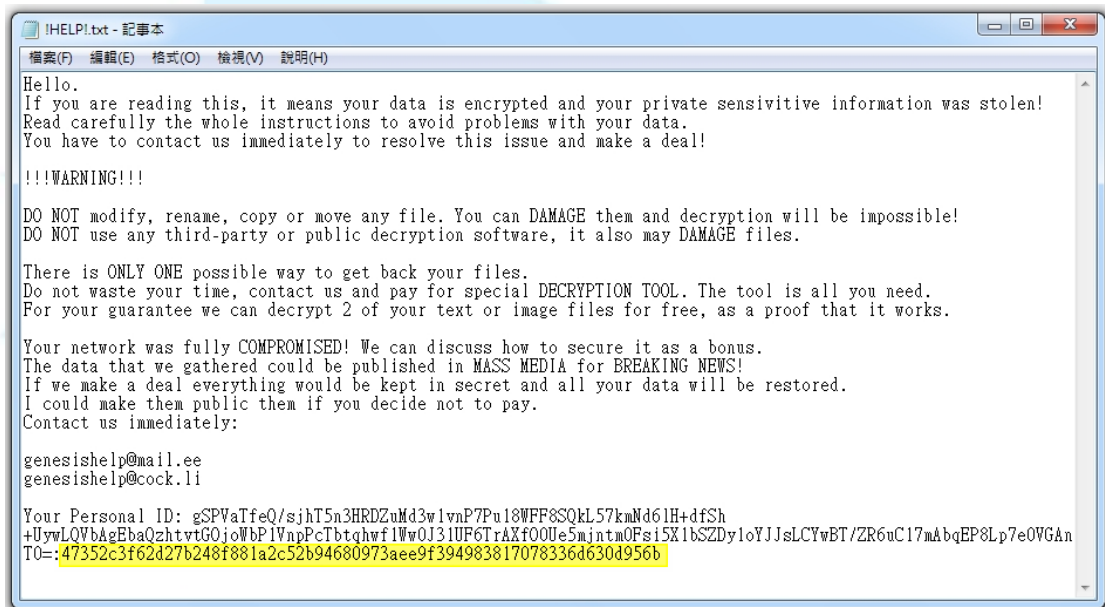 !HELP!.txt - 記事本
檔案(F) 編輯(E) 格式(O) 檢視(V) 說明(H)
Hello.
If you are reading this, it means your data is encrypted and your private sensivitive information was stolen!
Read carefully the whole instructions to avoid problems with your data.
You have to contact us immediately to resolve this issue and make a deal!
!!!WARNING!!!
DO NOT modify, rename, copy or move any file. You can DAMAGE them and decryption will be impossible!
DO NOT use any third-party or public decryption software, it also may DAMAGE files.
There is ONLY ONE possible way to get back your files.
Do not waste your time, contact us and pay for special DECRYPTION TOOL. The tool is all you need.
For your guarantee we can decrypt 2 of your text or image files for free, as a proof that it works.
Your network was fully COMPROMISED! We can discuss how to secure it as a bonus.
The data that we gathered could be published in MASS MEDIA for BREAKING NEWS!
If we make a deal everything would be kept in secret and all your data will be restored.
I could make them public them if you decide not to pay.
Contact us immediately:
genesishelp@mail.ee
genesishelp@cock.li
Your Personal ID: gSPVaTfeQ/sjhT5n3HRDZuMd3w1vnP7Pu18WFF8SQkL57kmNd6lH+dfSh
+UywLQVbAgEbaQzhtvtGOjoWbP1VnpPcTbtqhwf1Ww0J31UF6TrAXfO0Ue5mjntmOFsi5X1bSZDy1oYJJsLCYwBT/ZR6uC17mAbqEP8Lp7e0VGAn
T0=:47352c3f62d27b248f881a2c52b94680973aee9f394983817078336d630d956b